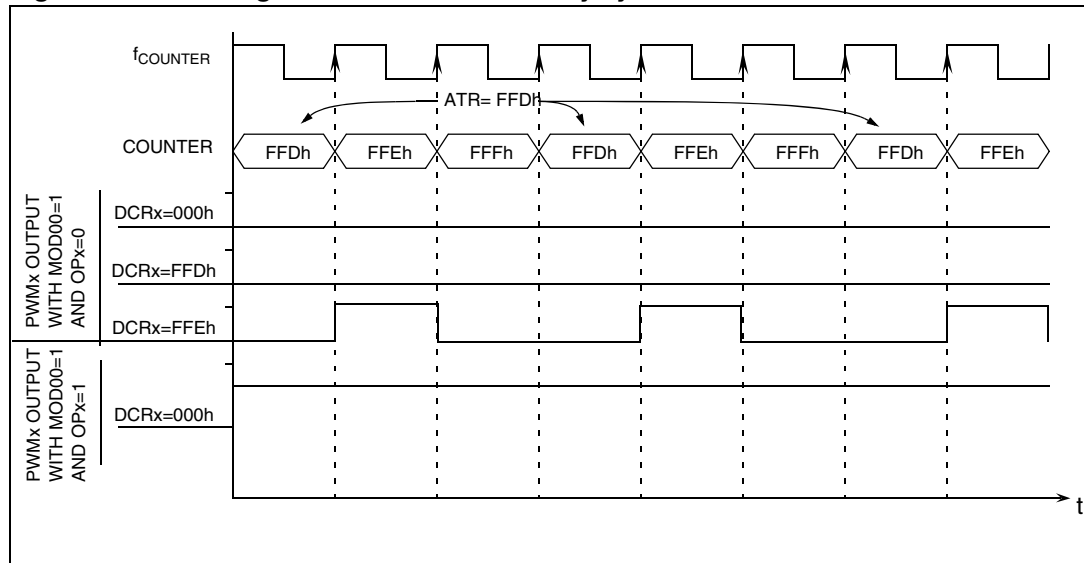 fCOUNTER
ATR= FFDh
COUNTER
FFDh FFEh FFFh FFDh FFEh FFFh FFDh FFEh
PWMx OUTPUT
WITH MOD00=1
AND OPx=0
DCRx=000h
DCRx=FFDh
DCRx=FFEh
PWMx OUTPUT
WITH MOD00=1
AND OPx=1
DCRx=000h
t